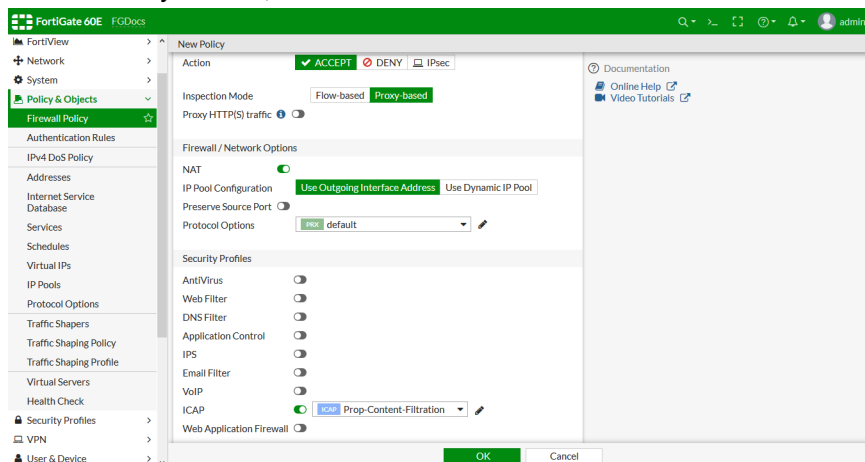 FortiGate 60E FGDocs
admin
FortiView
Network
System
Policy & Objects
Firewall Policy
Authentication Rules
IPv4 DoS Policy
Addresses
Internet Service
Database
Services
Schedules
Virtual IPs
IP Pools
Protocol Options
Traffic Shapers
Traffic Shaping Policy
Traffic Shaping Profile
Virtual Servers
Health Check
Security Profiles
VPN
User & Device
New Policy
Action ACCEPT DENY IPsec
Inspection Mode Flow-based Proxy-based
Proxy HTTP(S) traffic
Firewall / Network Options
NAT
IP Pool Configuration Use Outgoing Interface Address Use Dynamic IP Pool
Preserve Source Port
Protocol Options PRX default
Security Profiles
AntiVirus
Web Filter
DNS Filter
Application Control
IPS
Email Filter
VoIP
ICAP ICAP Prop-Content-Filtration
Web Application Firewall
OK Cancel
Documentation
Online Help
Video Tutorials